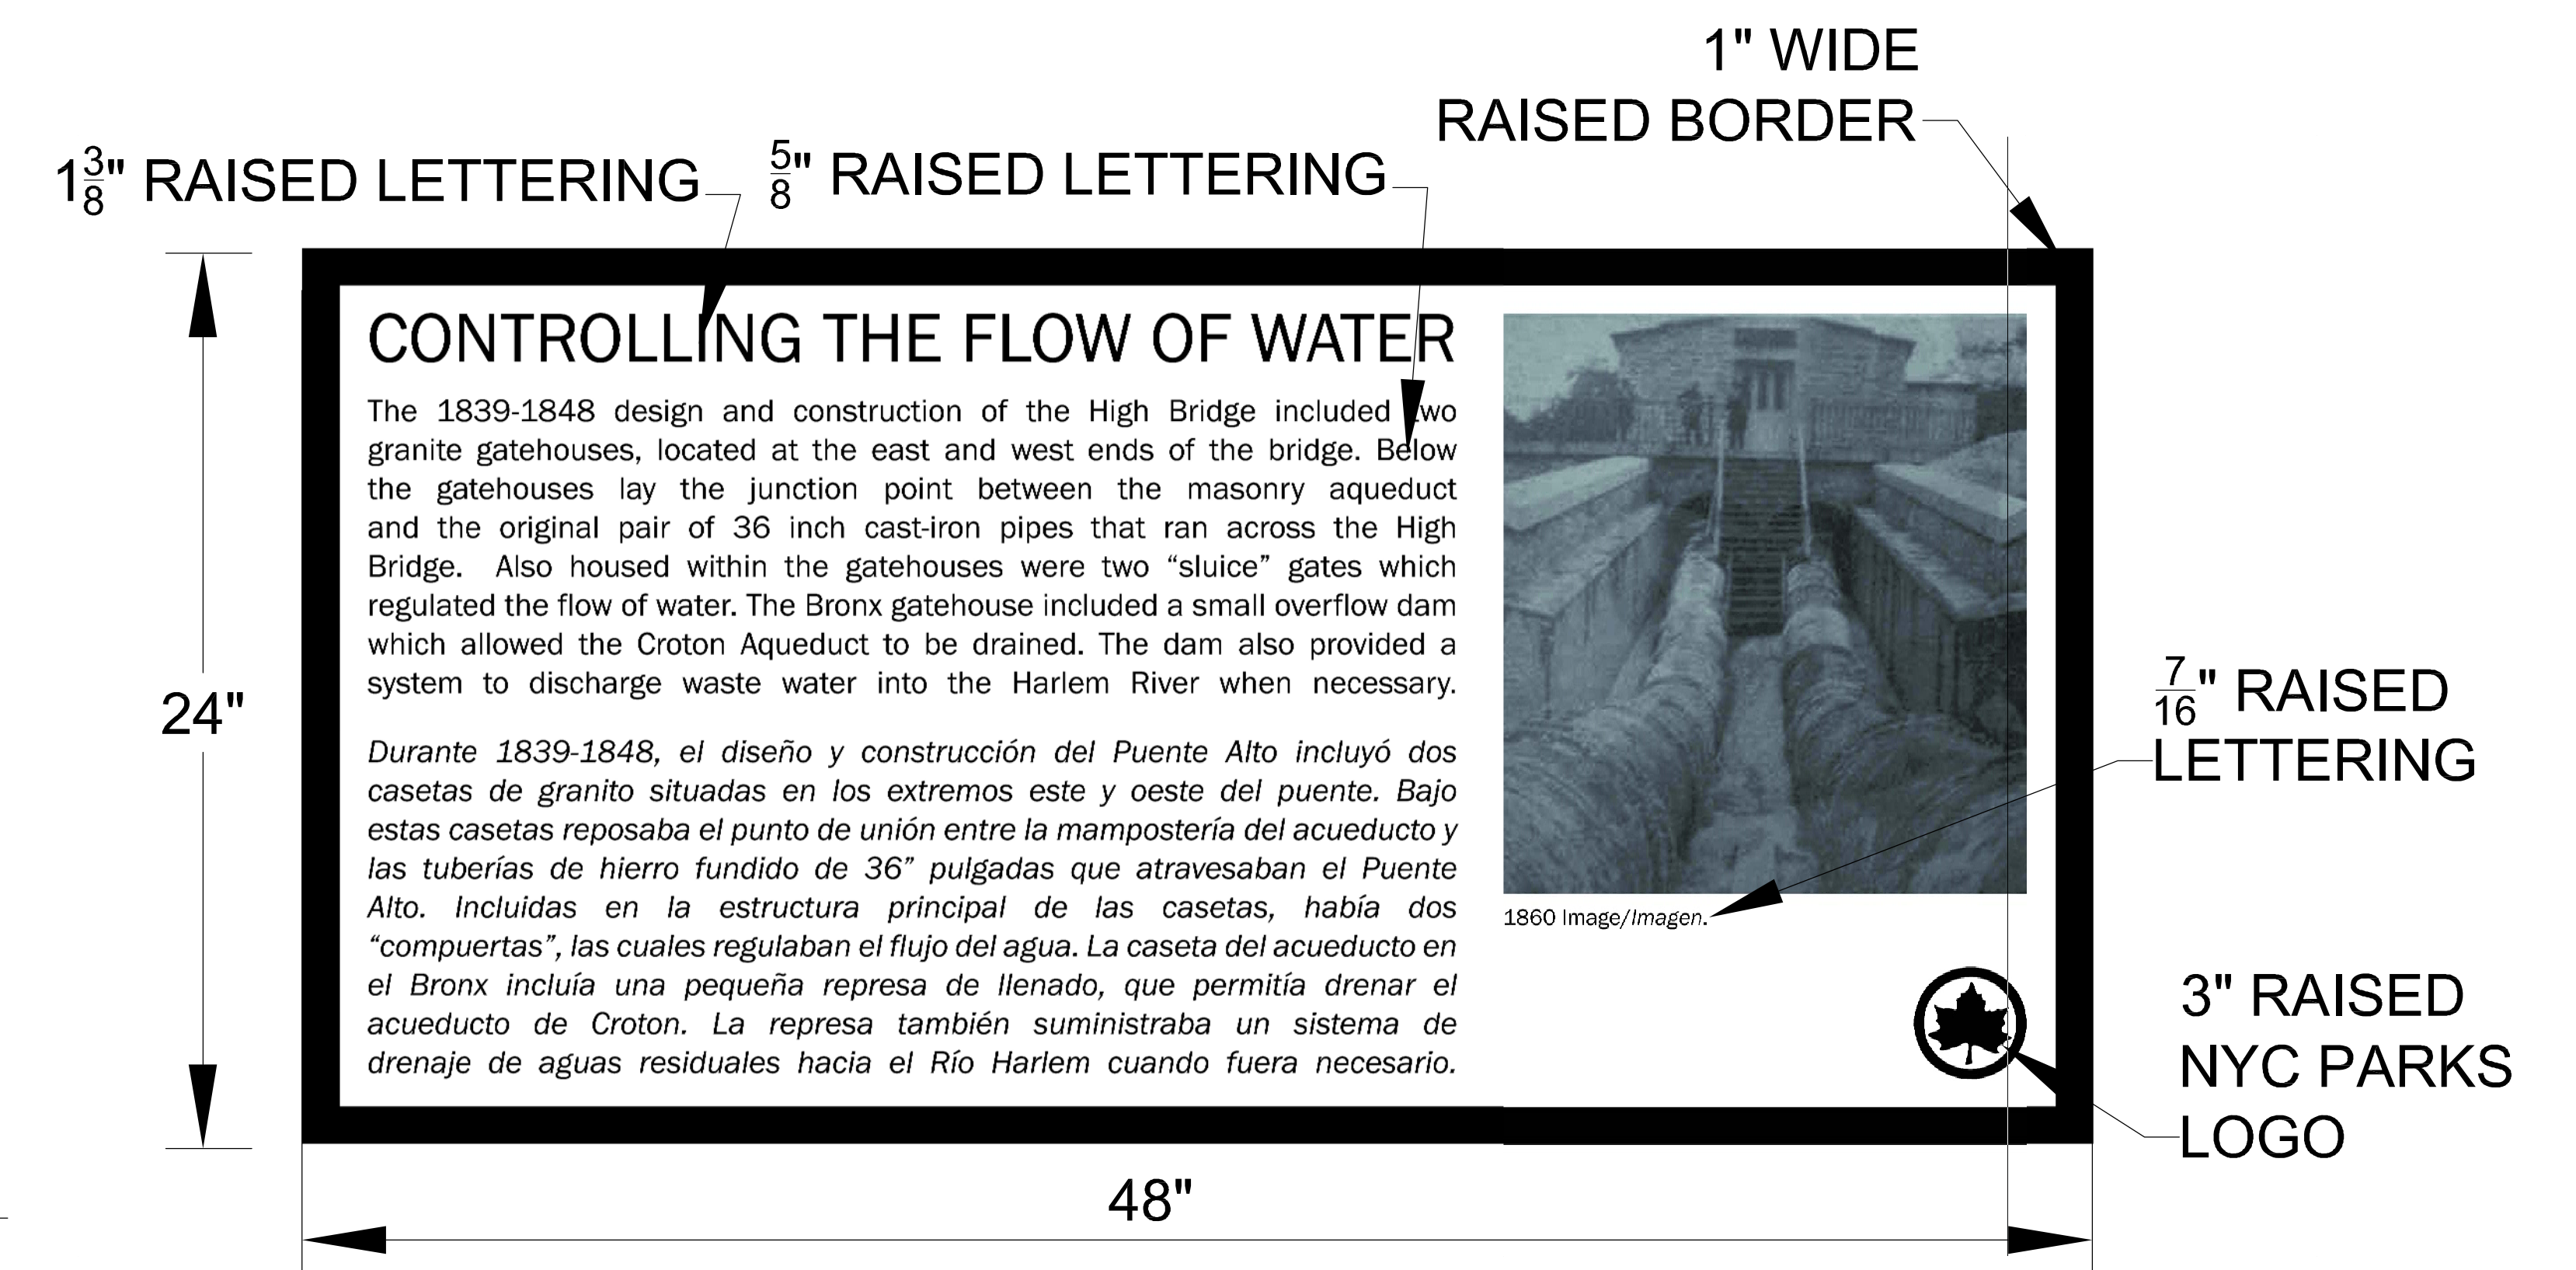 1" WIDE
RAISED BORDER
1 3/8" RAISED LETTERING
5/8" RAISED LETTERING
CONTROLLING THE FLOW OF WATER
The 1839-1848 design and construction of the High Bridge included two
granite gatehouses, located at the east and west ends of the bridge. Below
the gatehouses lay the junction point between the masonry aqueduct
and the original pair of 36 inch cast-iron pipes that ran across the High
Bridge. Also housed within the gatehouses were two “sluice” gates which
regulated the flow of water. The Bronx gatehouse included a small overflow dam
which allowed the Croton Aqueduct to be drained. The dam also provided a
system to discharge waste water into the Harlem River when necessary.
Durante 1839-1848, el diseño y construcción del Puente Alto incluyó dos
casetas de granito situadas en los extremos este y oeste del puente. Bajo
estas casetas reposaba el punto de unión entre la mampostería del acueducto y
las tuberías de hierro fundido de 36” pulgadas que atravesaban el Puente
Alto. Incluidas en la estructura principal de las casetas, había dos
“compuertas”, las cuales regulaban el flujo del agua. La caseta del acueducto en
el Bronx incluía una pequeña represa de llenado, que permitía drenar el
acueducto de Croton. La represa también suministraba un sistema de
drenaje de aguas residuales hacia el Río Harlem cuando fuera necesario.
1860 Image/Imagen.
7/16" RAISED
LETTERING
3" RAISED
NYC PARKS
LOGO
24"
48"